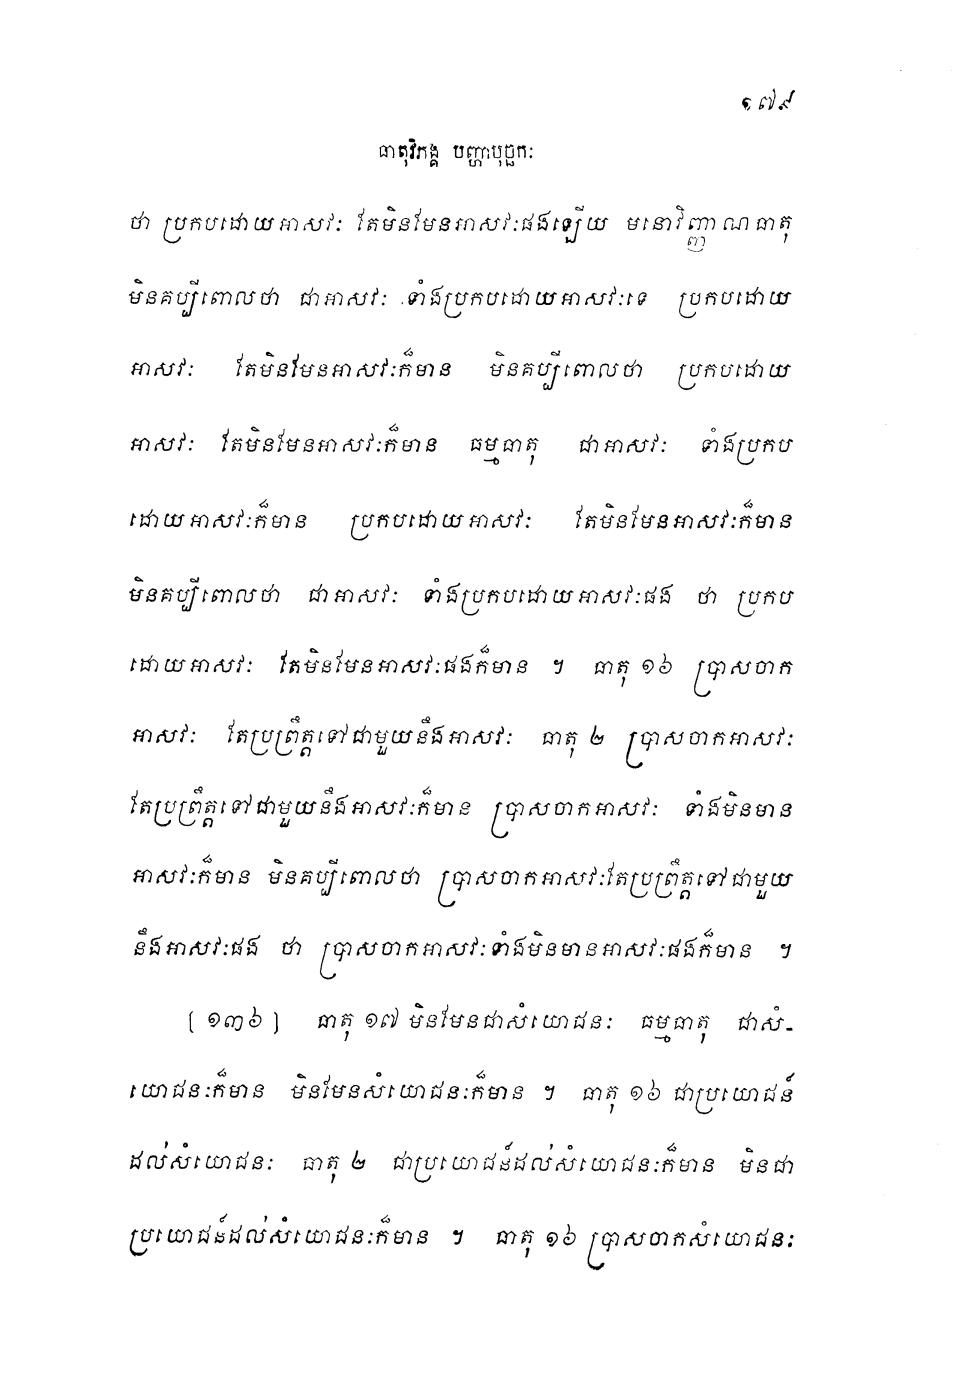 ១៧៩
ធាតុវិភង្គ បញ្ហាបុច្ឆកៈ
ថា ប្រកបដោយអាសវៈ តែមិនមែនអាសវៈផងឡើយ មនោវិញ្ញាណធាតុ
មិនគប្បីពោលថា ជាអាសវៈ ទាំងប្រកបដោយអាសវៈទេ ប្រកបដោយ
អាសវៈ តែមិនមែនអាសវៈក៏មាន មិនគប្បីពោលថា ប្រកបដោយ
អាសវៈ តែមិនមែនអាសវៈក៏មាន ធម្មធាតុ ជាអាសវៈ ទាំងប្រកប
ដោយអាសវៈក៏មាន ប្រកបដោយអាសវៈ តែមិនមែនអាសវៈក៏មាន
មិនគប្បីពោលថា ជាអាសវៈ ទាំងប្រកបដោយអាសវៈផង ថា ប្រកប
ដោយអាសវៈ តែមិនមែនអាសវៈផងក៏មាន ។ ធាតុ ១៦ ប្រាសចាក
អាសវៈ តែប្រព្រឹត្តទៅជាមួយនឹងអាសវៈ ធាតុ ២ ប្រាសចាកអាសវៈ
តែប្រព្រឹត្តទៅជាមួយនឹងអាសវៈក៏មាន ប្រាសចាកអាសវៈ ទាំងមិនមាន
អាសវៈក៏មាន មិនគប្បីពោលថា ប្រាសចាកអាសវៈតែប្រព្រឹត្តទៅជាមួយ
នឹងអាសវៈផង ថា ប្រាសចាកអាសវៈទាំងមិនមានអាសវៈផងក៏មាន ។
[១៣៦] ធាតុ ១៧ មិនមែនជាសំយោជនៈ ធម្មធាតុ ជាសំ-
យោជនៈក៏មាន មិនមែនសំយោជនៈក៏មាន ។ ធាតុ ១៦ ជាប្រយោជន៍
ដល់សំយោជនៈ ធាតុ ២ ជាប្រយោជន៍ដល់សំយោជនៈក៏មាន មិនជា
ប្រយោជន៍ដល់សំយោជនៈក៏មាន ។ ធាតុ ១៦ ប្រាសចាកសំយោជនៈ